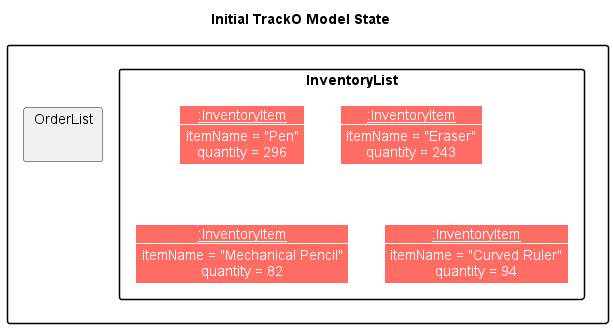 Initial TrackO Model State
InventoryList
OrderList
:InventoryItem
itemName = "Pen"
quantity = 296
:InventoryItem
itemName = "Eraser"
quantity = 243
:InventoryItem
itemName = "Mechanical Pencil"
quantity = 82
:InventoryItem
itemName = "Curved Ruler"
quantity = 94